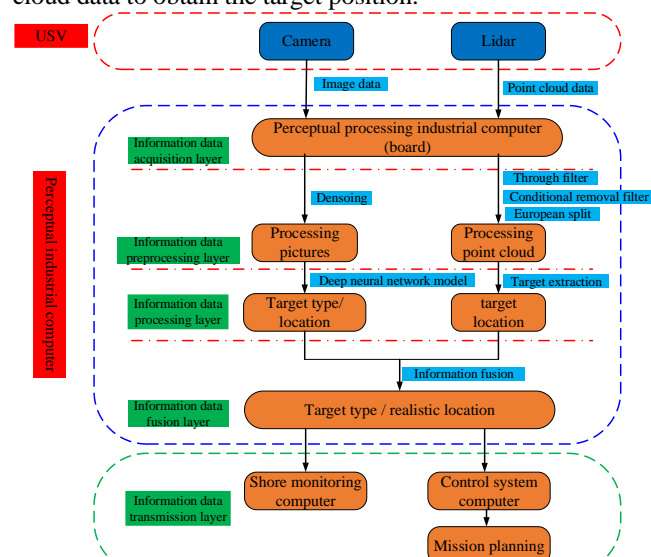 cloud data to obtain the target position.
USV
Camera
Lidar
Image data
Point cloud data
Perceptual processing industrial computer
(board)
Information data
acquisition layer
Through filter
Densoing
Conditional removal filter
European split
Perceptual industrial computer
Processing
pictures
Processing
point cloud
Information data
preprocessing layer
Deep neural network model
Target extraction
Information data
processing layer
Target type/
location
target
location
Information fusion
Target type / realistic location
Information data
fusion layer
Shore monitoring
computer
Control system
computer
Information data
transmission layer
Mission planning